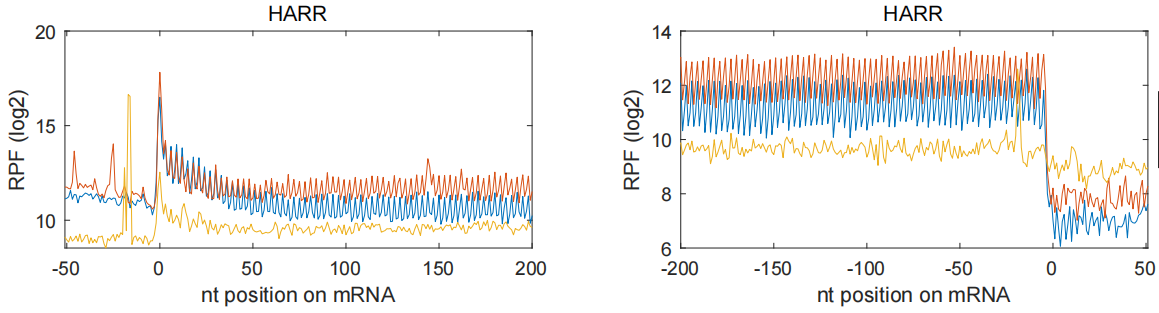 HARR
20
15
10
RPF (log2)
-50 0 50 100 150 200
nt position on mRNA
HARR
14
12
10
8
6
RPF (log2)
-200 -150 -100 -50 0 50
nt position on mRNA